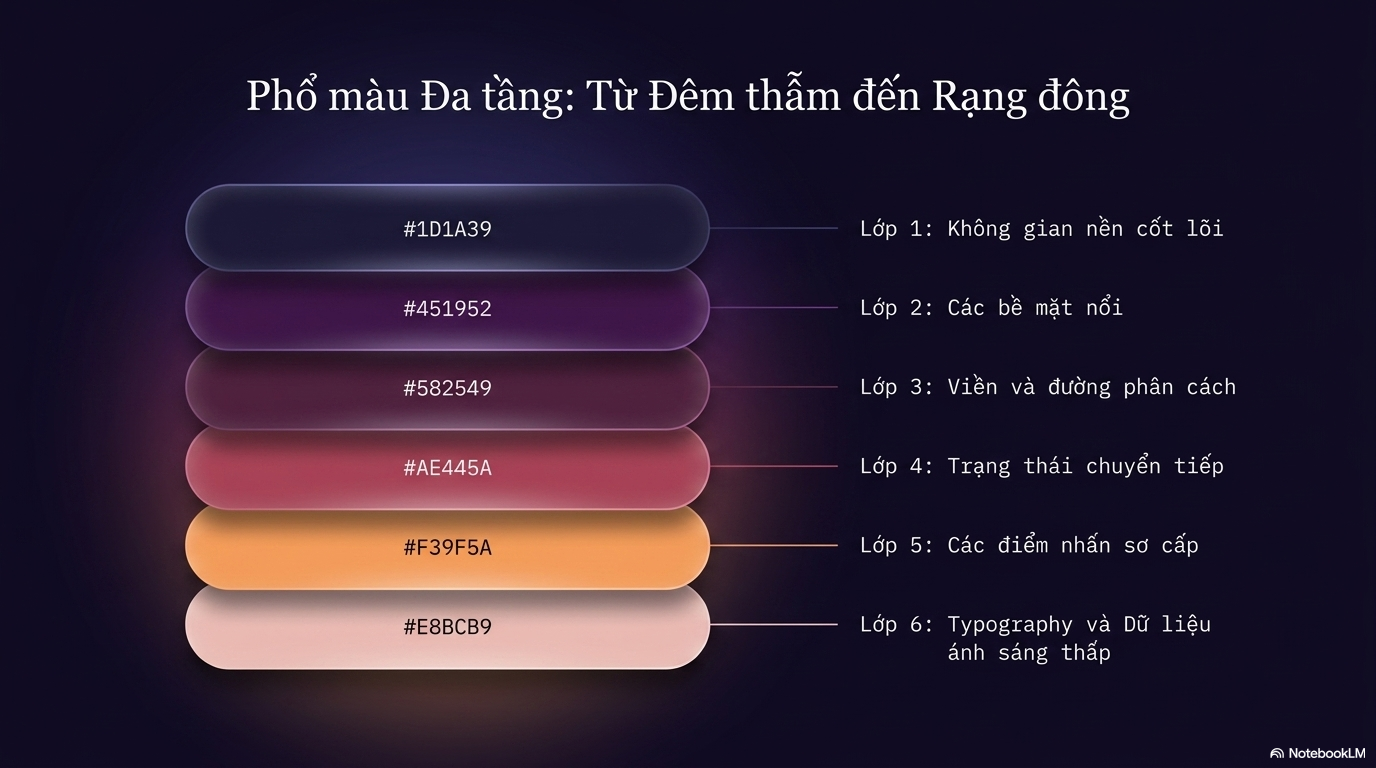 Phổ màu Đa tầng: Từ Đêm thẫm đến Rạng đông
#1D1A39
Lớp 1: Không gian nền cốt lõi
#451952
Lớp 2: Các bề mặt nổi
#582549
Lớp 3: Viền và đường phân cách
#AE445A
Lớp 4: Trạng thái chuyển tiếp
#F39F5A
Lớp 5: Các điểm nhấn sơ cấp
#E8BCB9
Lớp 6: Typography và Dữ liệu
ánh sáng thấp
NotebookLM